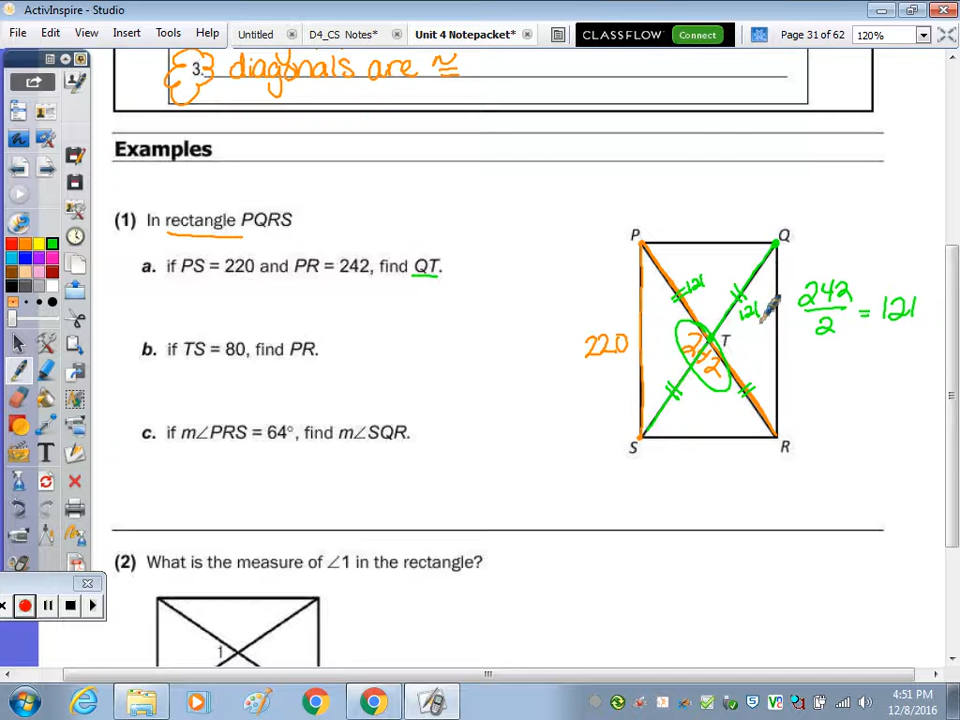 ActivInspire - Studio
File Edit View Insert Tools Help Untitled D4_CS Notes* Unit 4 Notepacket* CLASSFLOW Connect Page 31 of 62 120%
3. diagonals are ≅
Examples
(1) In rectangle PQRS
a. if PS = 220 and PR = 242, find QT.
b. if TS = 80, find PR.
c. if m∠PRS = 64°, find m∠SQR.
P Q
121 121
242/2 = 121
220 242 T
S R
(2) What is the measure of ∠1 in the rectangle?
1
4:51 PM
12/8/2016